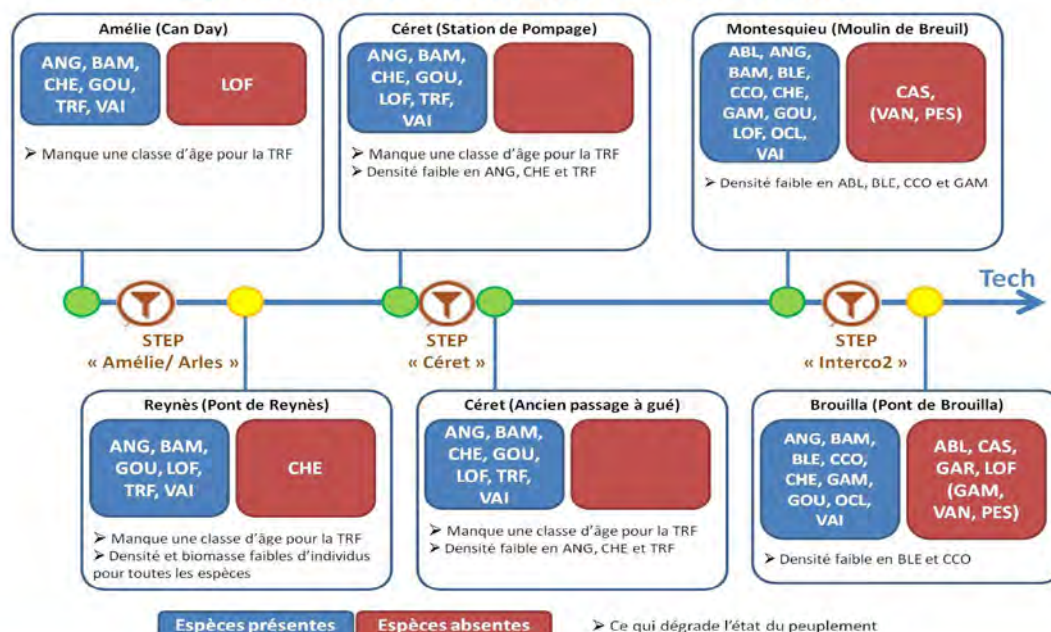 Amélie (Can Day)
ANG, BAM,
CHE, GOU,
TRF, VAI
LOF
➢ Manque une classe d'âge pour la TRF
Céret (Station de Pompage)
ANG, BAM,
CHE, GOU,
LOF, TRF,
VAI
➢ Manque une classe d'âge pour la TRF
➢ Densité faible en ANG, CHE et TRF
Montesquieu (Moulin de Breuil)
ABL, ANG,
BAM, BLE,
CCO, CHE,
GAM, GOU,
LOF, OCL,
VAI
CAS,
(VAN, PES)
➢ Densité faible en ABL, BLE, CCO et GAM
Tech
STEP
« Amélie/ Arles »
STEP
« Céret »
STEP
« Interco2 »
Reynès (Pont de Reynès)
ANG, BAM,
GOU, LOF,
TRF, VAI
CHE
➢ Manque une classe d'âge pour la TRF
➢ Densité et biomasse faibles d'individus
pour toutes les espèces
Céret (Ancien passage à gué)
ANG, BAM,
CHE, GOU,
LOF, TRF,
VAI
➢ Manque une classe d'âge pour la TRF
➢ Densité faible en ANG, CHE et TRF
Brouilla (Pont de Brouilla)
ANG, BAM,
BLE, CCO,
CHE, GAM,
GOU, OCL,
VAI
ABL, CAS,
GAR, LOF
(GAM,
VAN, PES)
➢ Densité faible en BLE et CCO
Espèces présentes
Espèces absentes
➢ Ce qui dégrade l'état du peuplement